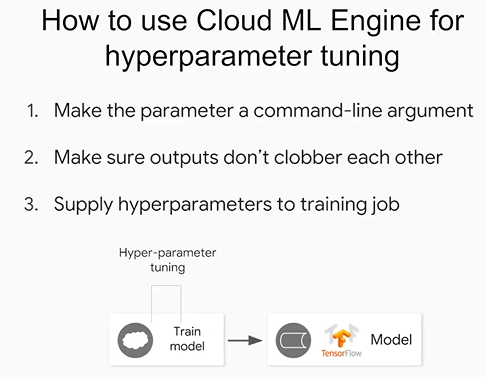 How to use Cloud ML Engine for
hyperparameter tuning
1. Make the parameter a command-line argument
2. Make sure outputs don't clobber each other
3. Supply hyperparameters to training job
Hyper-parameter
tuning
Train
model
TensorFlow
Model